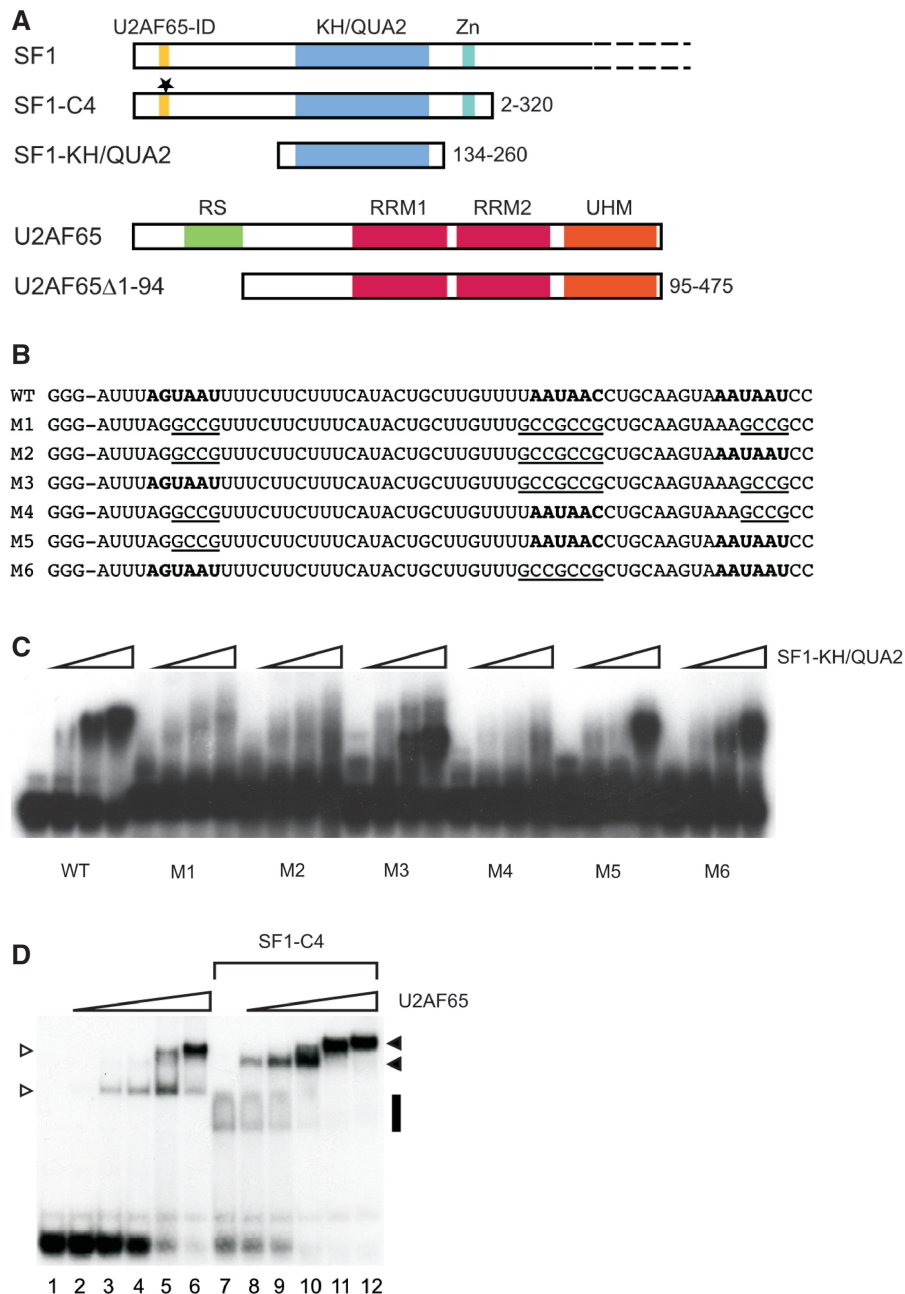 A
U2AF65-ID KH/QUA2 Zn
SF1
SF1-C4 2-320
SF1-KH/QUA2 134-260
RS RRM1 RRM2 UHM
U2AF65
U2AF65Δ1-94 95-475
B
WT GGG-AUUUAGUAAUUUUCUUCUUUCAUACUGCUUGUUUUAAUAACCUGCAAGUAAAUAAUCC
M1 GGG-AUUUAGGCCGUUUCUUCUUUCAUACUGCUUGUUUGCCGCCGCUGCAAGUAAAGCCGCC
M2 GGG-AUUUAGGCCGUUUCUUCUUUCAUACUGCUUGUUUGCCGCCGCUGCAAGUAAAUAAUCC
M3 GGG-AUUUAGUAAUUUUCUUCUUUCAUACUGCUUGUUUGCCGCCGCUGCAAGUAAAGCCGCC
M4 GGG-AUUUAGGCCGUUUCUUCUUUCAUACUGCUUGUUUUAAUAACCUGCAAGUAAAGCCGCC
M5 GGG-AUUUAGGCCGUUUCUUCUUUCAUACUGCUUGUUUUAAUAACCUGCAAGUAAAUAAUCC
M6 GGG-AUUUAGUAAUUUUCUUCUUUCAUACUGCUUGUUUGCCGCCGCUGCAAGUAAAUAAUCC
C
SF1-KH/QUA2
WT M1 M2 M3 M4 M5 M6
D
SF1-C4
U2AF65
1 2 3 4 5 6 7 8 9 10 11 12